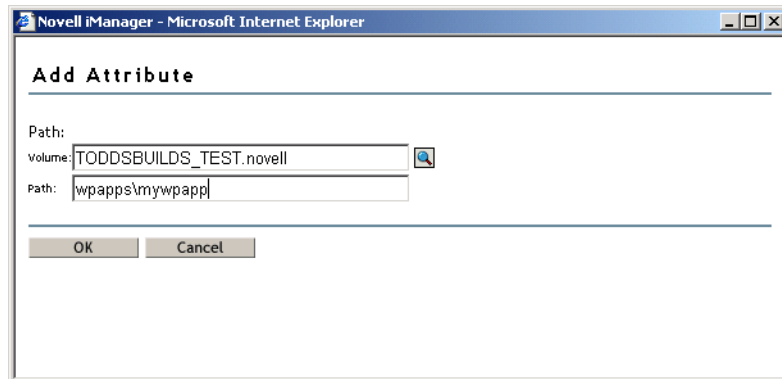 Novell iManager - Microsoft Internet Explorer
Add Attribute
Path:
Volume: TODDSBUILDS_TEST.novell
Path: wpapps\mywpapp
OK Cancel